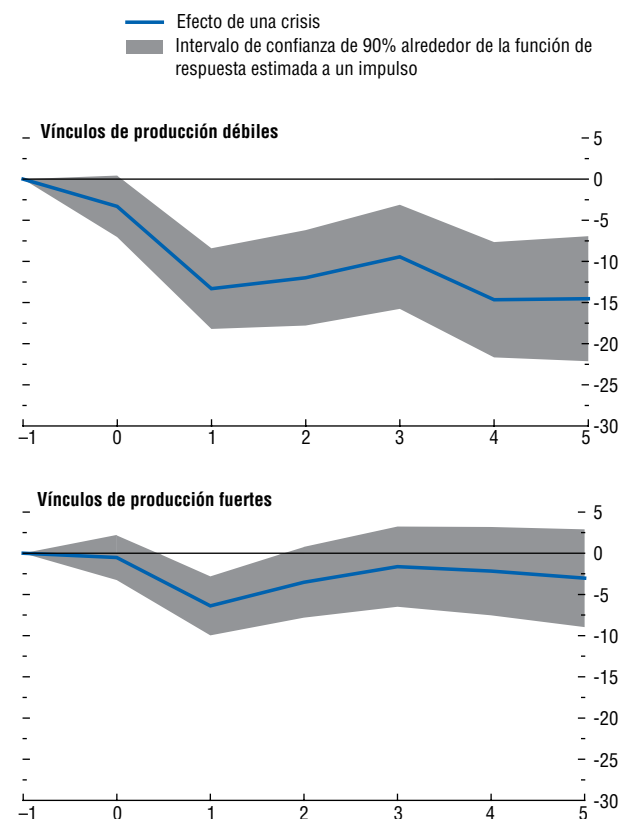 Efecto de una crisis
Intervalo de confianza de 90% alrededor de la función de
respuesta estimada a un impulso
Vínculos de producción débiles
5
0
-5
-10
-15
-20
-25
-30
–1 0 1 2 3 4 5
Vínculos de producción fuertes
5
0
-5
-10
-15
-20
-25
-30
–1 0 1 2 3 4 5